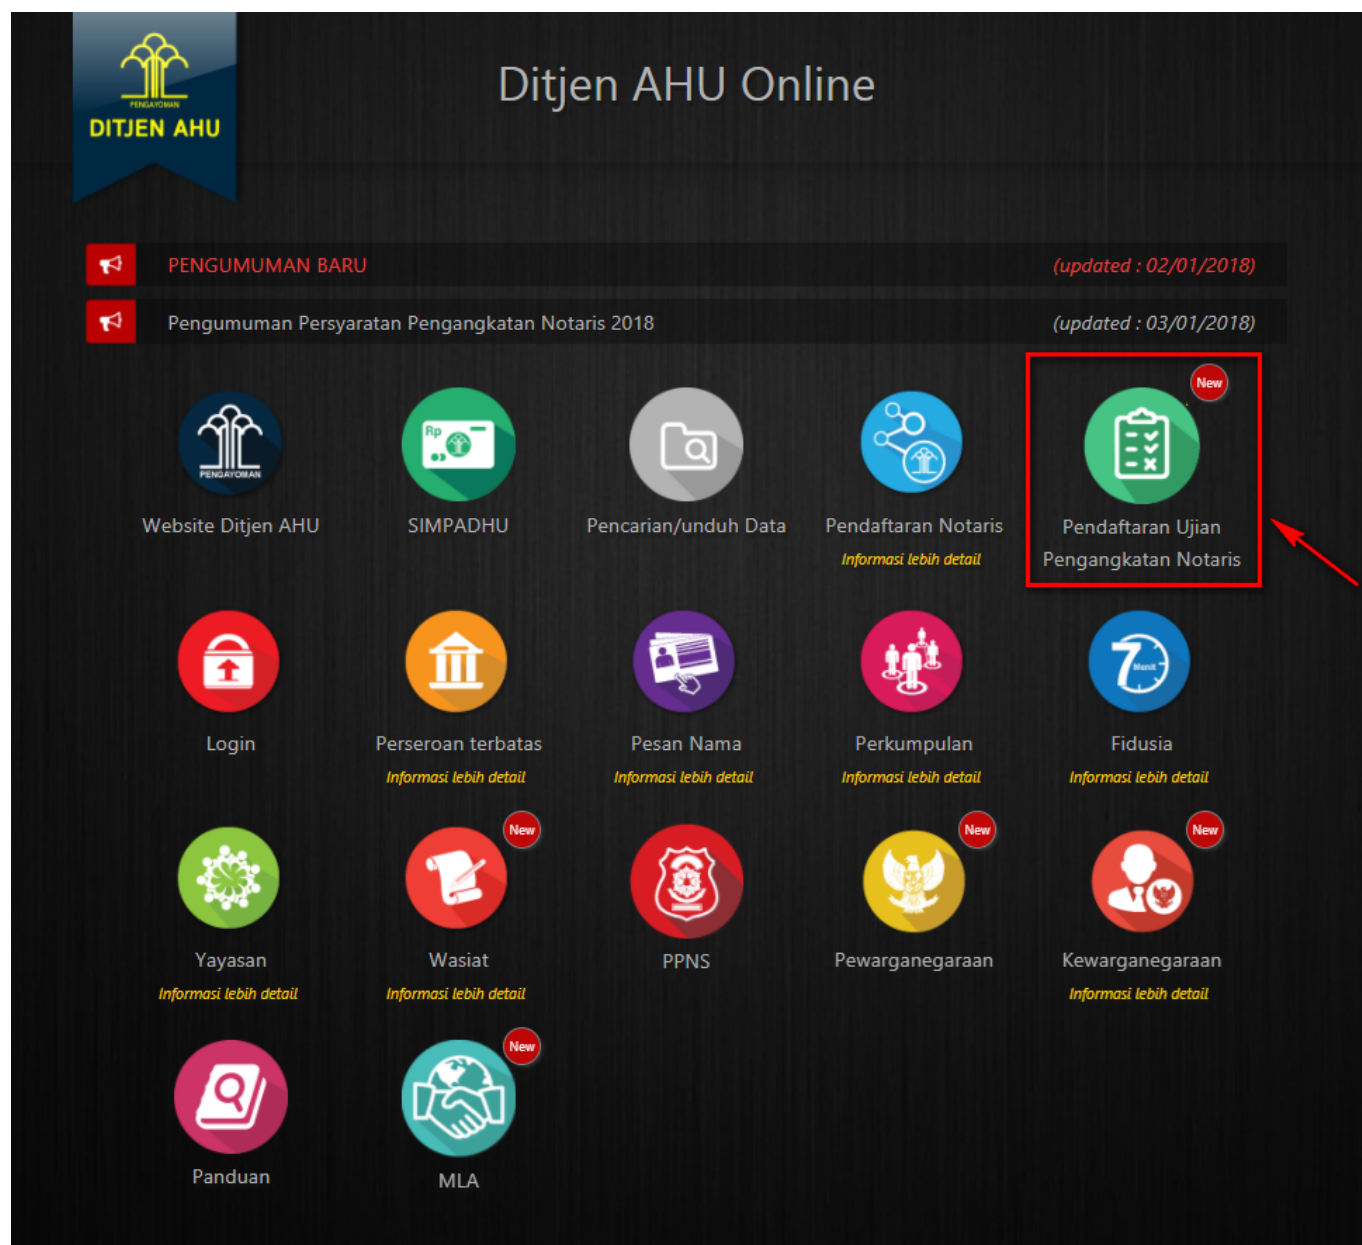 PENGAYOMAN
DITJEN AHU
Ditjen AHU Online
PENGUMUMAN BARU (updated : 02/01/2018)
Pengumuman Persyaratan Pengangkatan Notaris 2018 (updated : 03/01/2018)
New
Rp
PENGAYOMAN
Website Ditjen AHU
SIMPADHU
Pencarian/unduh Data
Pendaftaran Notaris
Informasi lebih detail
Pendaftaran Ujian
Pengangkatan Notaris
7 Menit
Login
Perseroan terbatas
Informasi lebih detail
Pesan Nama
Informasi lebih detail
Perkumpulan
Informasi lebih detail
Fidusia
Informasi lebih detail
New
New
New
Yayasan
Informasi lebih detail
Wasiat
Informasi lebih detail
PPNS
Pewarganegaraan
Kewarganegaraan
Informasi lebih detail
New
Panduan
MLA